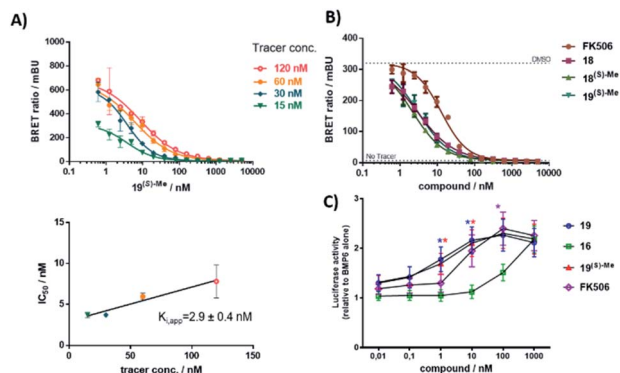 A)
Tracer conc.
120 nM
60 nM
30 nM
15 nM
BRET ratio / mBU
1000
800
600
400
200
0
0.1 1 10 100 1000 10000
19(S)-Me / nM
IC50 / nM
15
10
5
0
0 50 100 150
Ki,app=2.9 ± 0.4 nM
tracer conc. / nM
B)
BRET ratio / mBU
400
300
200
100
0
DMSO
No Tracer
0.1 1 10 100 1000 10000
compound / nM
FK506
18
18(S)-Me
19(S)-Me
C)
Luciferase activity
(relative to BMP6 alone)
3
2
1
0
** ** * *
0,01 0,1 1 10 100 1000
compound / nM
19
16
19(S)-Me
FK506